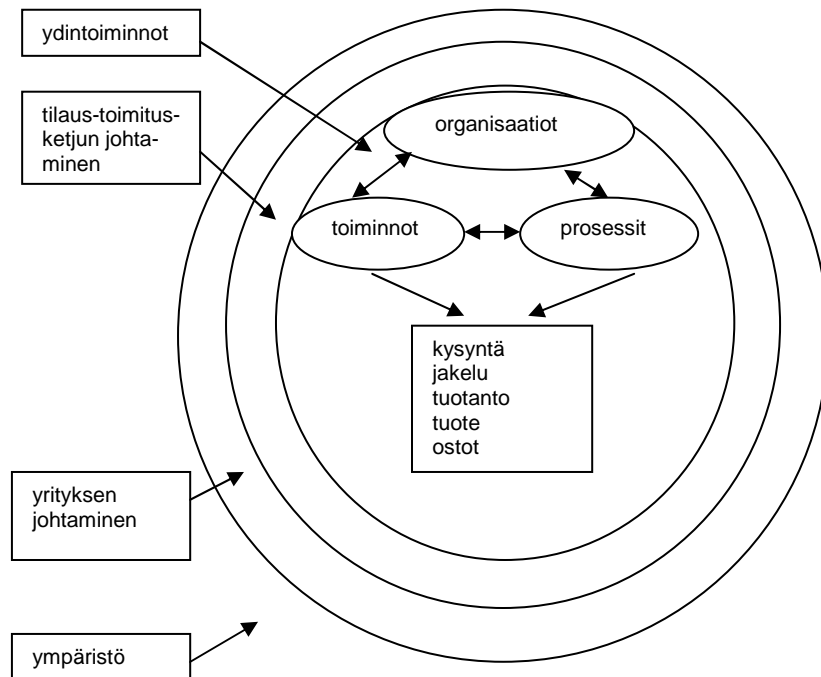 ydintoiminnot
organisaatiot
tilaus-toimitus-
ketjun johta-
minen
toiminnot
prosessit
kysyntä
jakelu
tuotanto
tuote
ostot
yrityksen
johtaminen
ympäristö